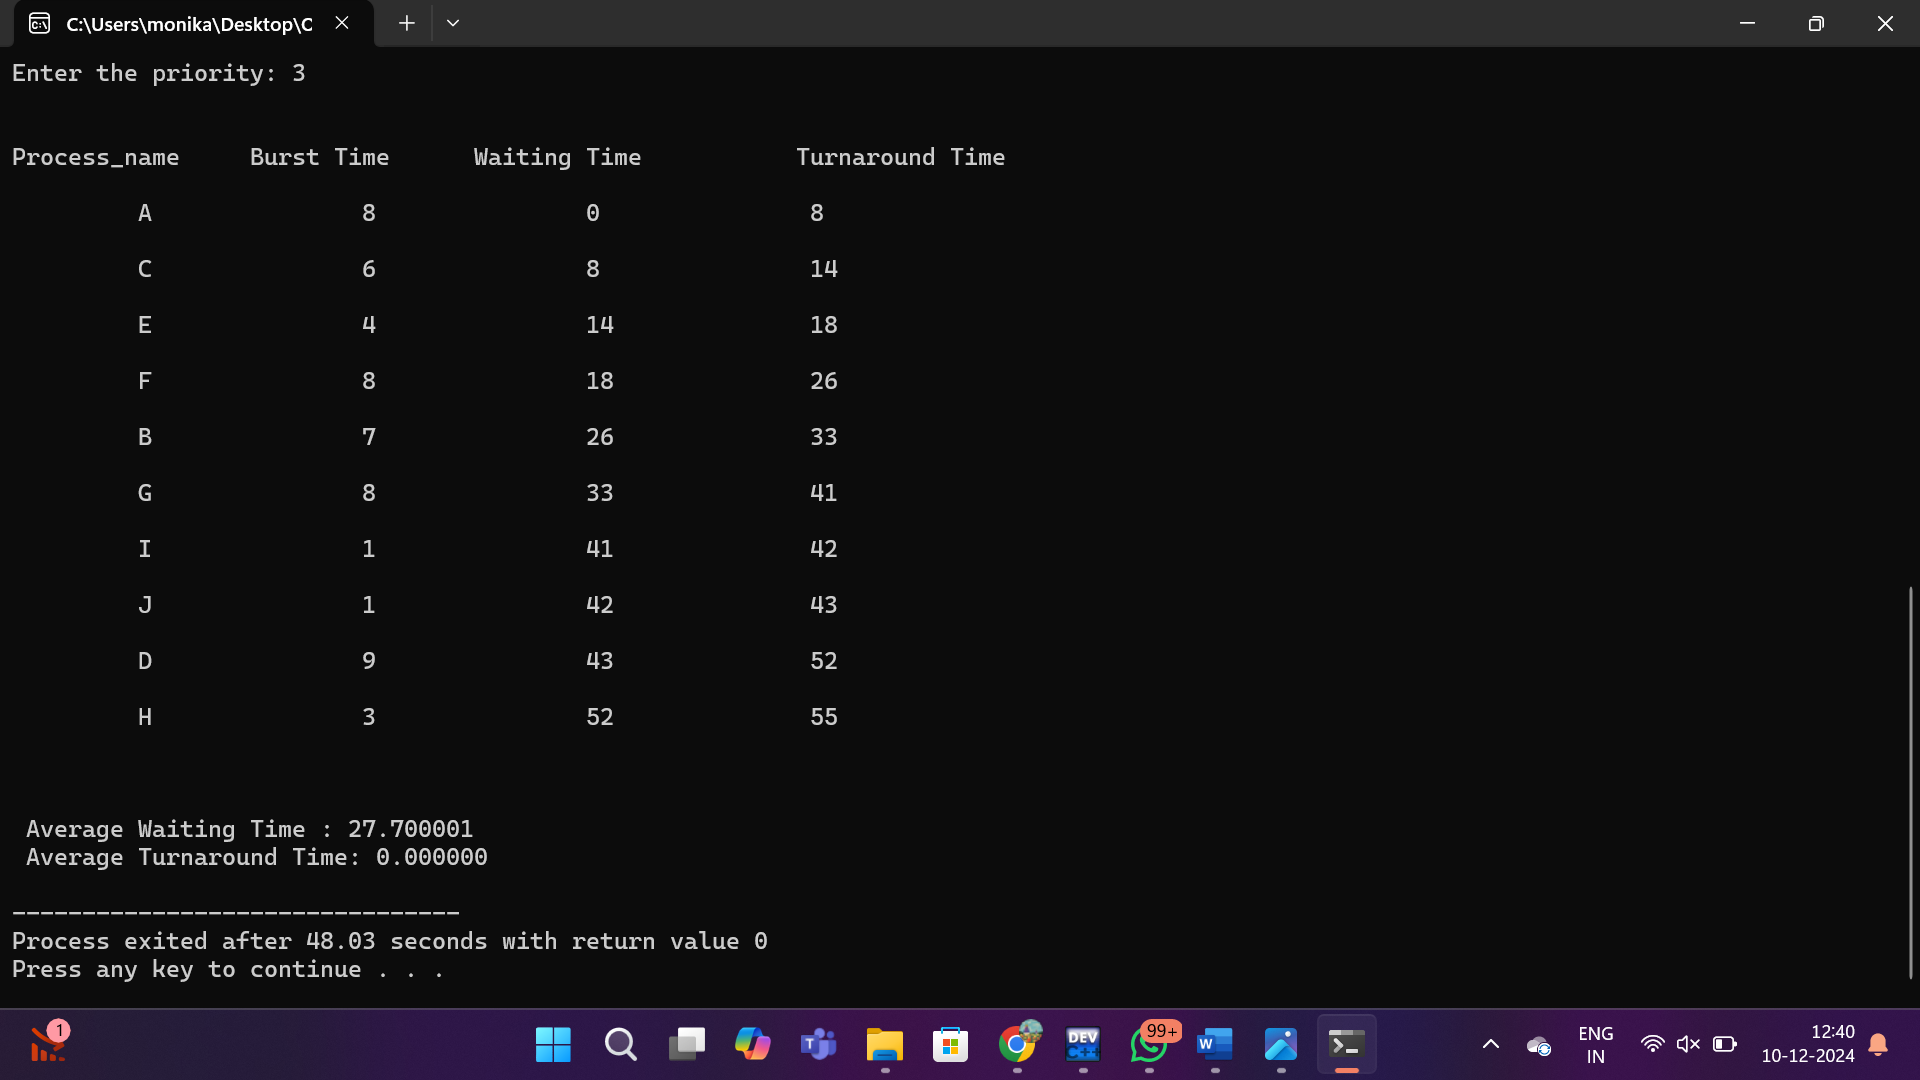 C:\Users\monika\Desktop\C
Enter the priority: 3
Process_name Burst Time Waiting Time Turnaround Time
A 8 0 8
C 6 8 14
E 4 14 18
F 8 18 26
B 7 26 33
G 8 33 41
I 1 41 42
J 1 42 43
D 9 43 52
H 3 52 55
Average Waiting Time : 27.700001
Average Turnaround Time: 0.000000
--------------------------------
Process exited after 48.03 seconds with return value 0
Press any key to continue . . .
1
T
DEV
C++
99+
W
ENG
IN
12:40
10-12-2024